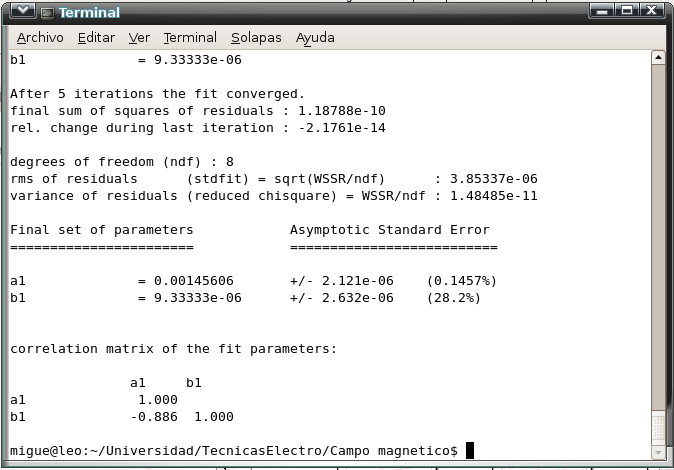 Terminal
Archivo Editar Ver Terminal Solapas Ayuda
b1 = 9.33333e-06
After 5 iterations the fit converged.
final sum of squares of residuals : 1.18788e-10
rel. change during last iteration : -2.1761e-14
degrees of freedom (ndf) : 8
rms of residuals (stdfit) = sqrt(WSSR/ndf) : 3.85337e-06
variance of residuals (reduced chisquare) = WSSR/ndf : 1.48485e-11
Final set of parameters Asymptotic Standard Error
======================= ==========================
a1 = 0.00145606 +/- 2.121e-06 (0.1457%)
b1 = 9.33333e-06 +/- 2.632e-06 (28.2%)
correlation matrix of the fit parameters:
a1 b1
a1 1.000
b1 -0.886 1.000
migue@leo:~/Universidad/TecnicasElectro/Campo magnetico$